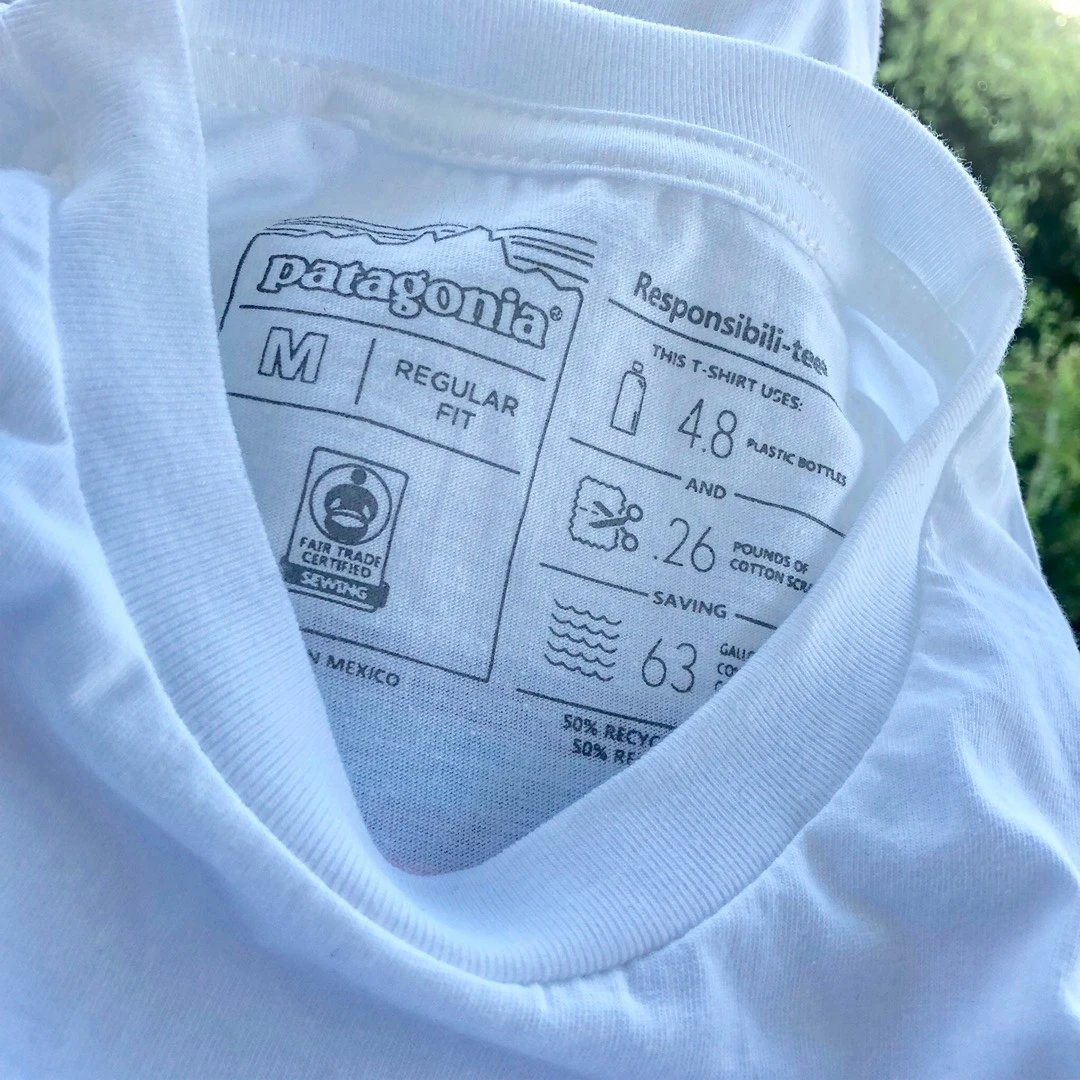 patagonia®
M
REGULAR
FIT
FAIR TRADE
CERTIFIED
SEWING
MEXICO
Responsibili-tee
THIS T-SHIRT USES:
4.8 PLASTIC BOTTLES
AND
.26 POUNDS OF
COTTON
SAVING
63
50%
50%